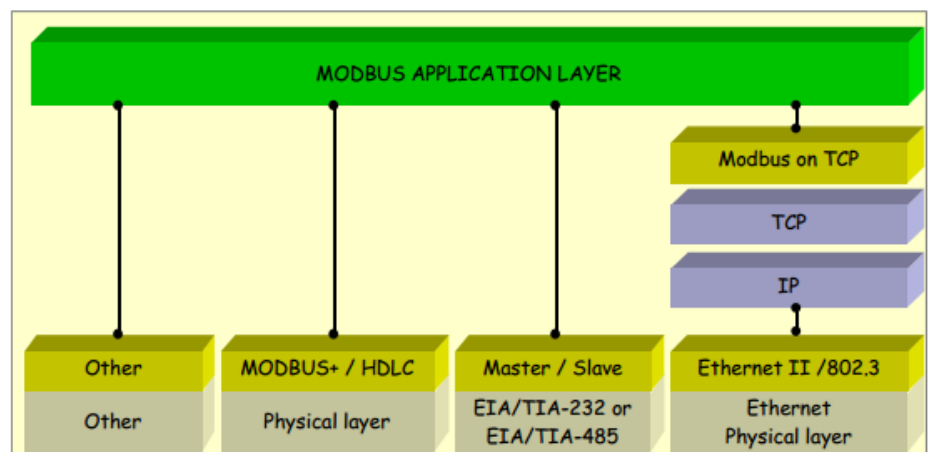 MODBUS APPLICATION LAYER
Modbus on TCP
TCP
IP
Other
MODBUS+ / HDLC
Master / Slave
Ethernet II /802.3
Other
Physical layer
EIA/TIA-232 or
EIA/TIA-485
Ethernet
Physical layer